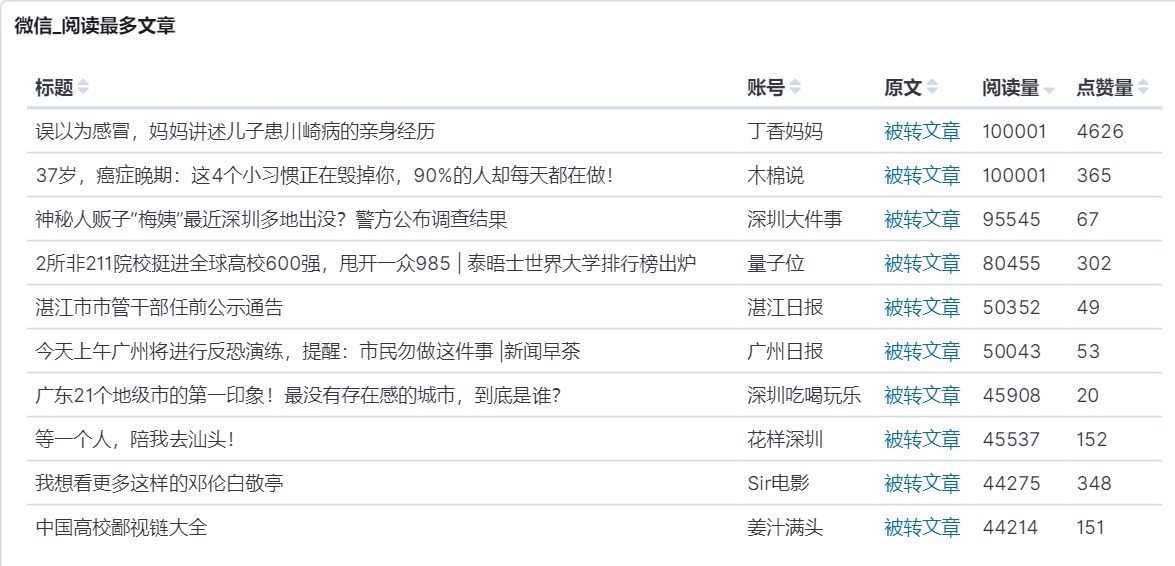 微信_阅读最多文章
标题 账号 原文 阅读量 点赞量
误以为感冒，妈妈讲述儿子患川崎病的亲身经历 丁香妈妈 被转文章 100001 4626
37岁，癌症晚期：这4个小习惯正在毁掉你，90%的人却每天都在做！ 木棉说 被转文章 100001 365
神秘人贩子“梅姨”最近深圳多地出没？警方公布调查结果 深圳大件事 被转文章 95545 67
2所非211院校挺进全球高校600强，甩开一众985 | 泰晤士世界大学排行榜出炉 量子位 被转文章 80455 302
湛江市市管干部任前公示通告 湛江日报 被转文章 50352 49
今天上午广州将进行反恐演练，提醒：市民勿做这件事 |新闻早茶 广州日报 被转文章 50043 53
广东21个地级市的第一印象！最没有存在感的城市，到底是谁？ 深圳吃喝玩乐 被转文章 45908 20
等一个人，陪我去汕头！ 花样深圳 被转文章 45537 152
我想看更多这样的邓伦白敬亭 Sir电影 被转文章 44275 348
中国高校鄙视链大全 姜汁满头 被转文章 44214 151